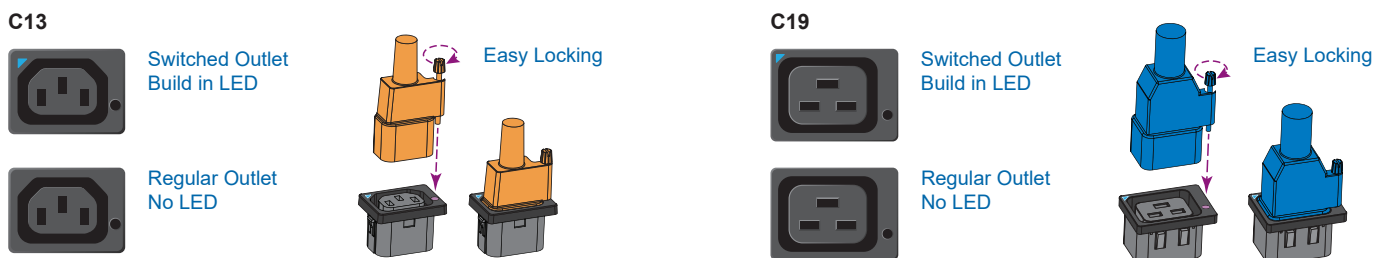 C13
Switched Outlet
Build in LED
Easy Locking
Regular Outlet
No LED
C19
Switched Outlet
Build in LED
Easy Locking
Regular Outlet
No LED